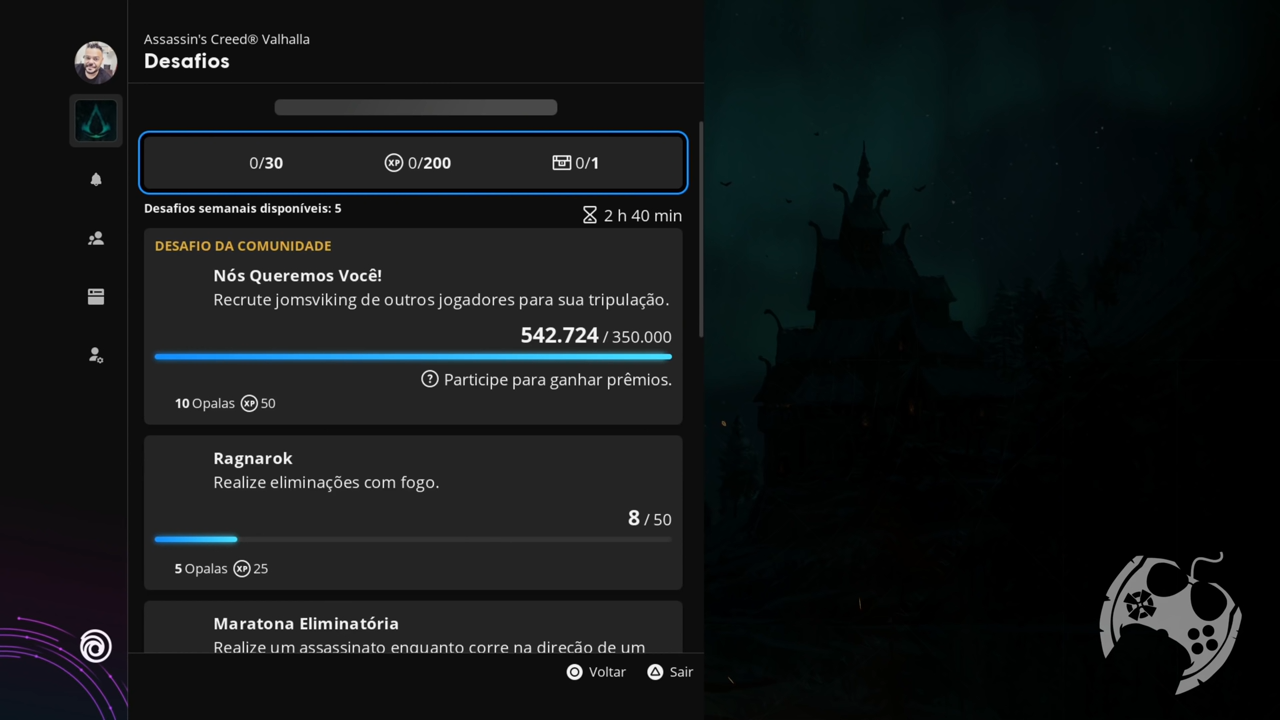 Assassin's Creed® Valhalla
Desafios
0/30 XP 0/200 0/1
Desafios semanais disponíveis: 5
2 h 40 min
DESAFIO DA COMUNIDADE
Nós Queremos Você!
Recrute jomsviking de outros jogadores para sua tripulação.
542.724 / 350.000
? Participe para ganhar prêmios.
10 Opalas XP 50
Ragnarok
Realize eliminações com fogo.
8 / 50
5 Opalas XP 25
Maratona Eliminatória
Realize um assassinato enquanto corre na direção de um
Voltar Sair